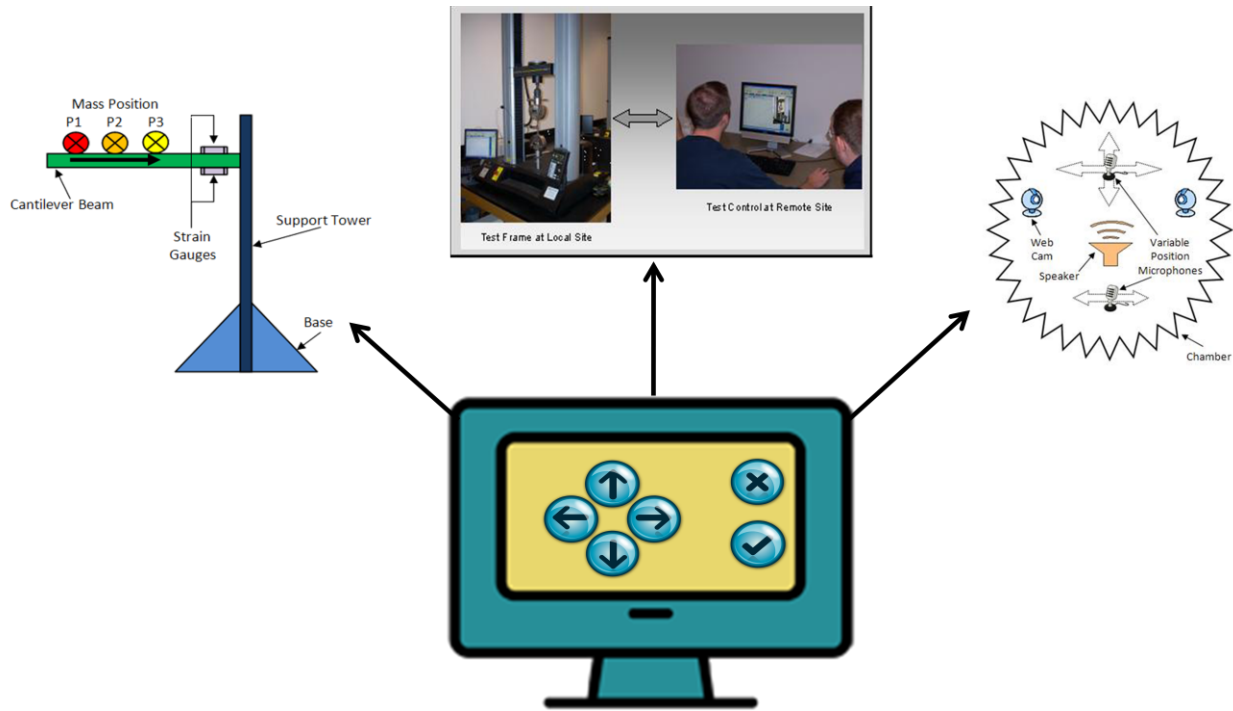 Mass Position
P1 P2 P3
Cantilever Beam
Strain
Gauges
Support Tower
Base
Test Frame at Local Site
Test Control at Remote Site
Web
Cam
Speaker
Variable
Position
Microphones
Chamber